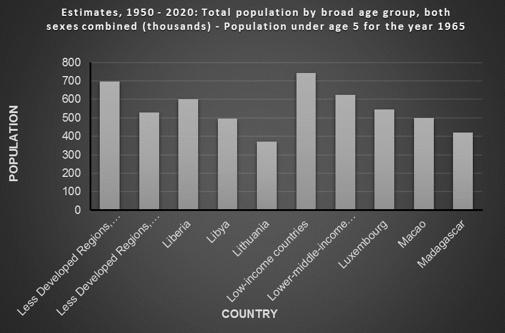 Estimates, 1950 - 2020: Total population by broad age group, both
sexes combined (thousands) - Population under age 5 for the year 1965
POPULATION
800
700
600
500
400
300
200
100
0
Less Developed Regions,...
Less Developed Regions,...
Liberia
Libya
Lithuania
Low-income countries
Lower-middle-income...
Luxembourg
Macao
Madagascar
COUNTRY